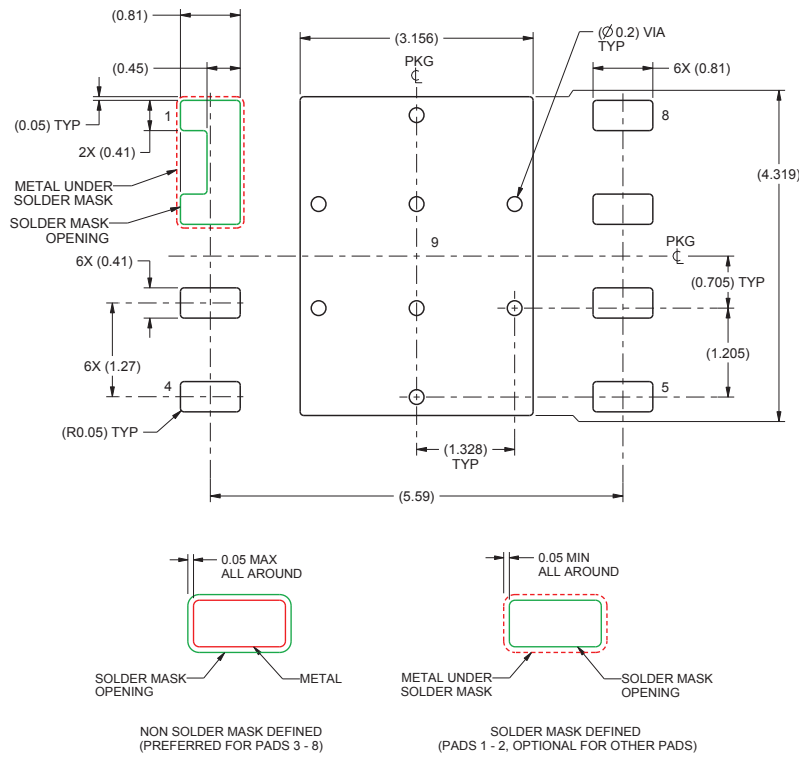 (0.81)
(0.45)
(0.05) TYP
1
2X (0.41)
METAL UNDER
SOLDER MASK
SOLDER MASK
OPENING
6X (0.41)
6X (1.27)
4
(R0.05) TYP
(3.156)
PKG
℄
(Ø0.2) VIA
TYP
6X (0.81)
8
(4.319)
9
PKG
℄
(0.705) TYP
(1.205)
5
(1.328)
TYP
(5.59)
0.05 MAX
ALL AROUND
SOLDER MASK
OPENING
METAL
NON SOLDER MASK DEFINED
(PREFERRED FOR PADS 3 - 8)
0.05 MIN
ALL AROUND
METAL UNDER
SOLDER MASK
SOLDER MASK
OPENING
SOLDER MASK DEFINED
(PADS 1 - 2, OPTIONAL FOR OTHER PADS)